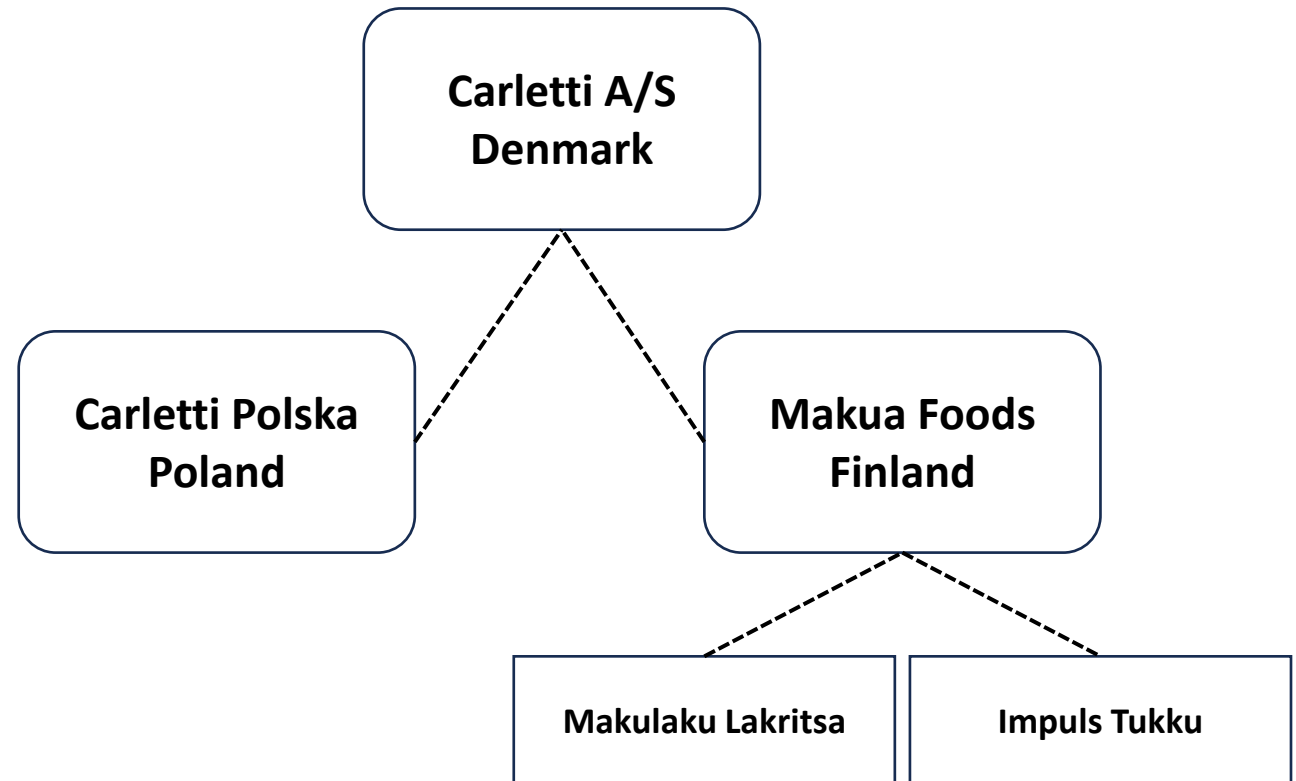 Carletti A/S
Denmark
Carletti Polska
Poland
Makua Foods
Finland
Makulaku Lakritsa
Impuls Tukku